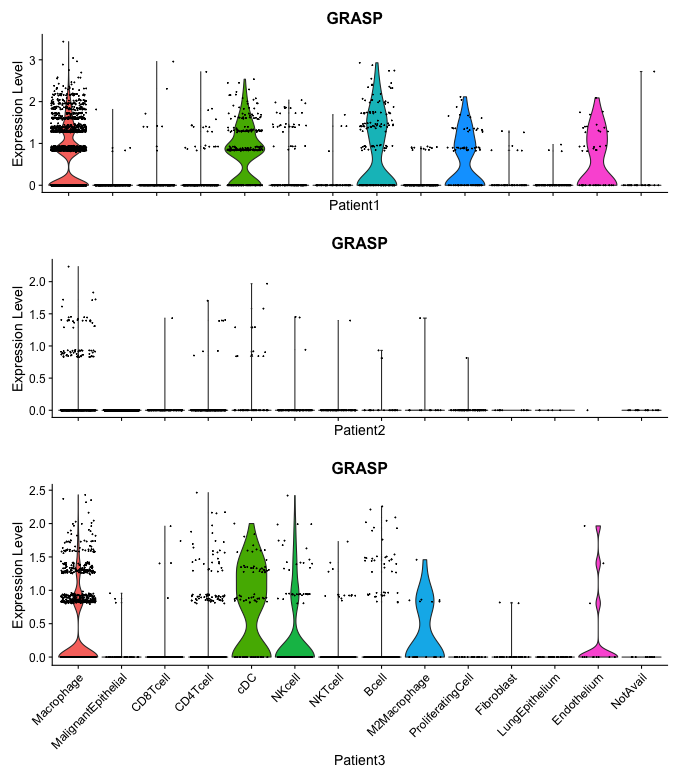 GRASP
Expression Level
3
2
1
0
Patient1
GRASP
Expression Level
2.0
1.5
1.0
0.5
0.0
Patient2
GRASP
Expression Level
2.5
2.0
1.5
1.0
0.5
0.0
Macrophage
MalignantEpithelial
CD8Tcell
CD4Tcell
cDC
NKcell
NKTcell
Bcell
M2Macrophage
ProliferatingCell
Fibroblast
LungEpithelium
Endothelium
NotAvail
Patient3